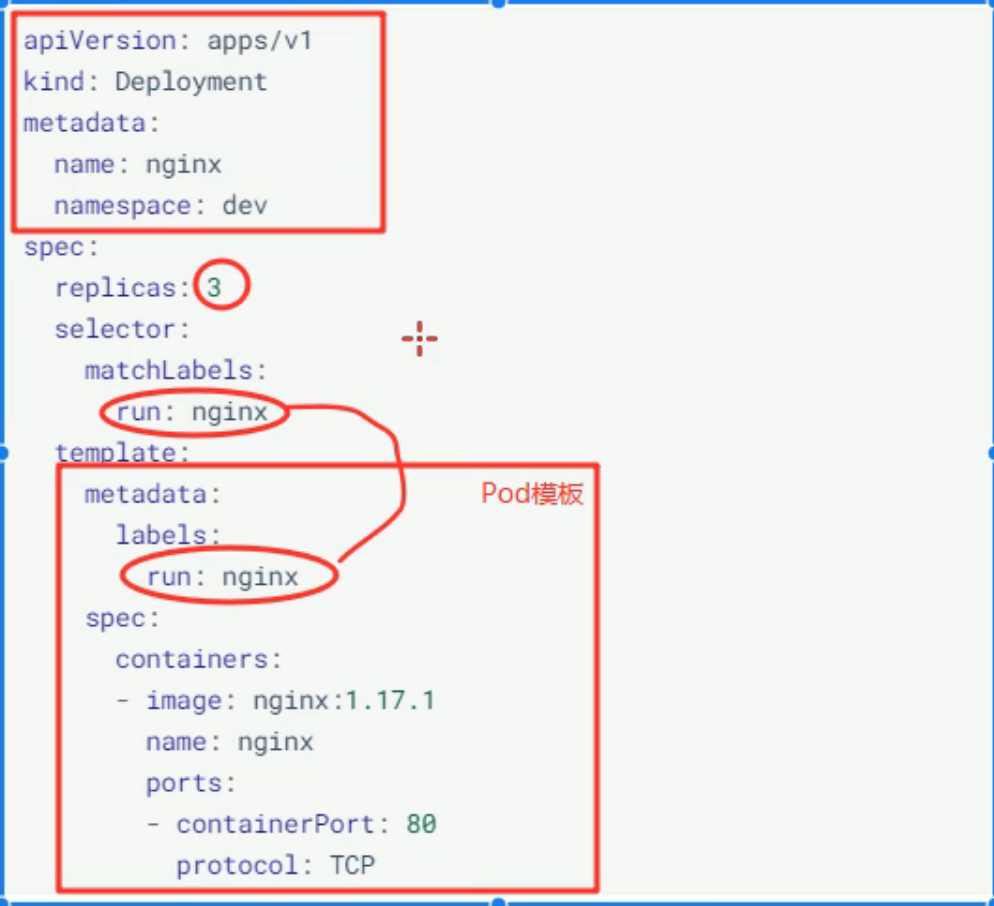 apiVersion: apps/v1
kind: Deployment
metadata:
  name: nginx
  namespace: dev
spec:
  replicas: 3
  selector:
    matchLabels:
      run: nginx
  template:
    metadata:
Pod模板
      labels:
        run: nginx
    spec:
      containers:
      - image: nginx:1.17.1
        name: nginx
        ports:
        - containerPort: 80
          protocol: TCP